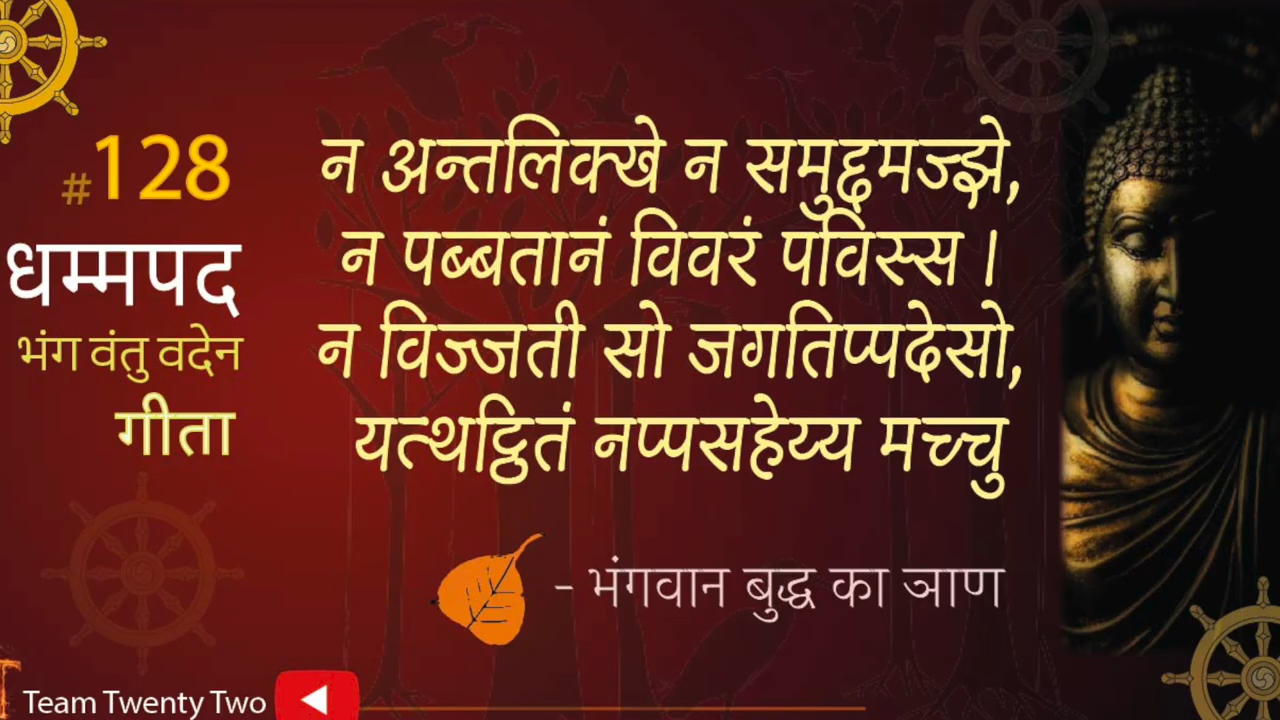 #128
धम्मपद
भंग वंतु वदेन
गीता
न अन्तलिक्खे न समुद्दमज्झे,
न पब्बतानं विवरं पविस्स ।
न विज्जती सो जगतिप्पदेसो,
यत्थट्ठितं नप्पसहेय्य मच्चु
- भंगवान बुद्ध का ञाण
Team Twenty Two